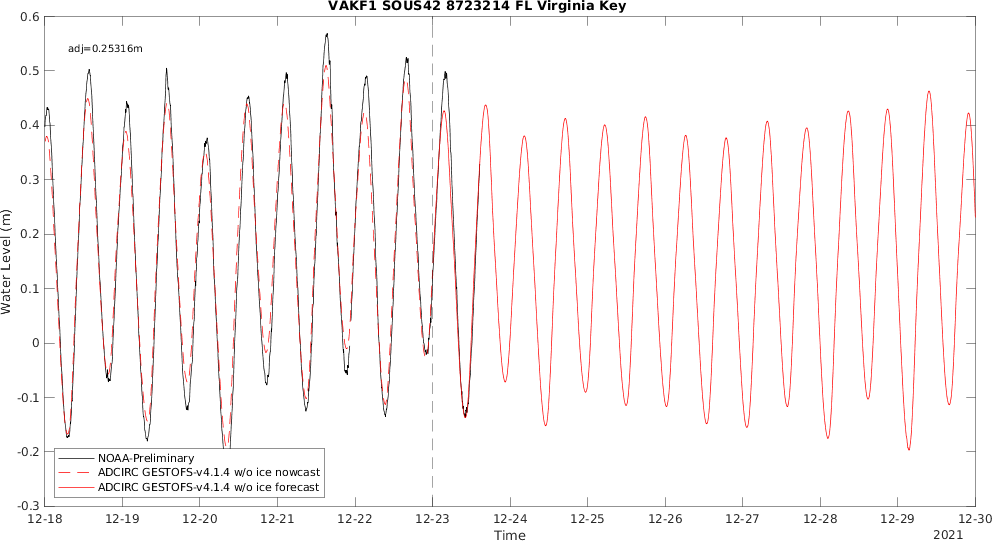 VAKF1 SOUS42 8723214 FL Virginia Key
adj=0.25316m
0.6
0.5
0.4
0.3
0.2
0.1
0
-0.1
-0.2
-0.3
Water Level (m)
NOAA-Preliminary
ADCIRC GESTOFS-v4.1.4 w/o ice nowcast
ADCIRC GESTOFS-v4.1.4 w/o ice forecast
12-18 12-19 12-20 12-21 12-22 12-23 12-24 12-25 12-26 12-27 12-28 12-29 12-30
Time
2021